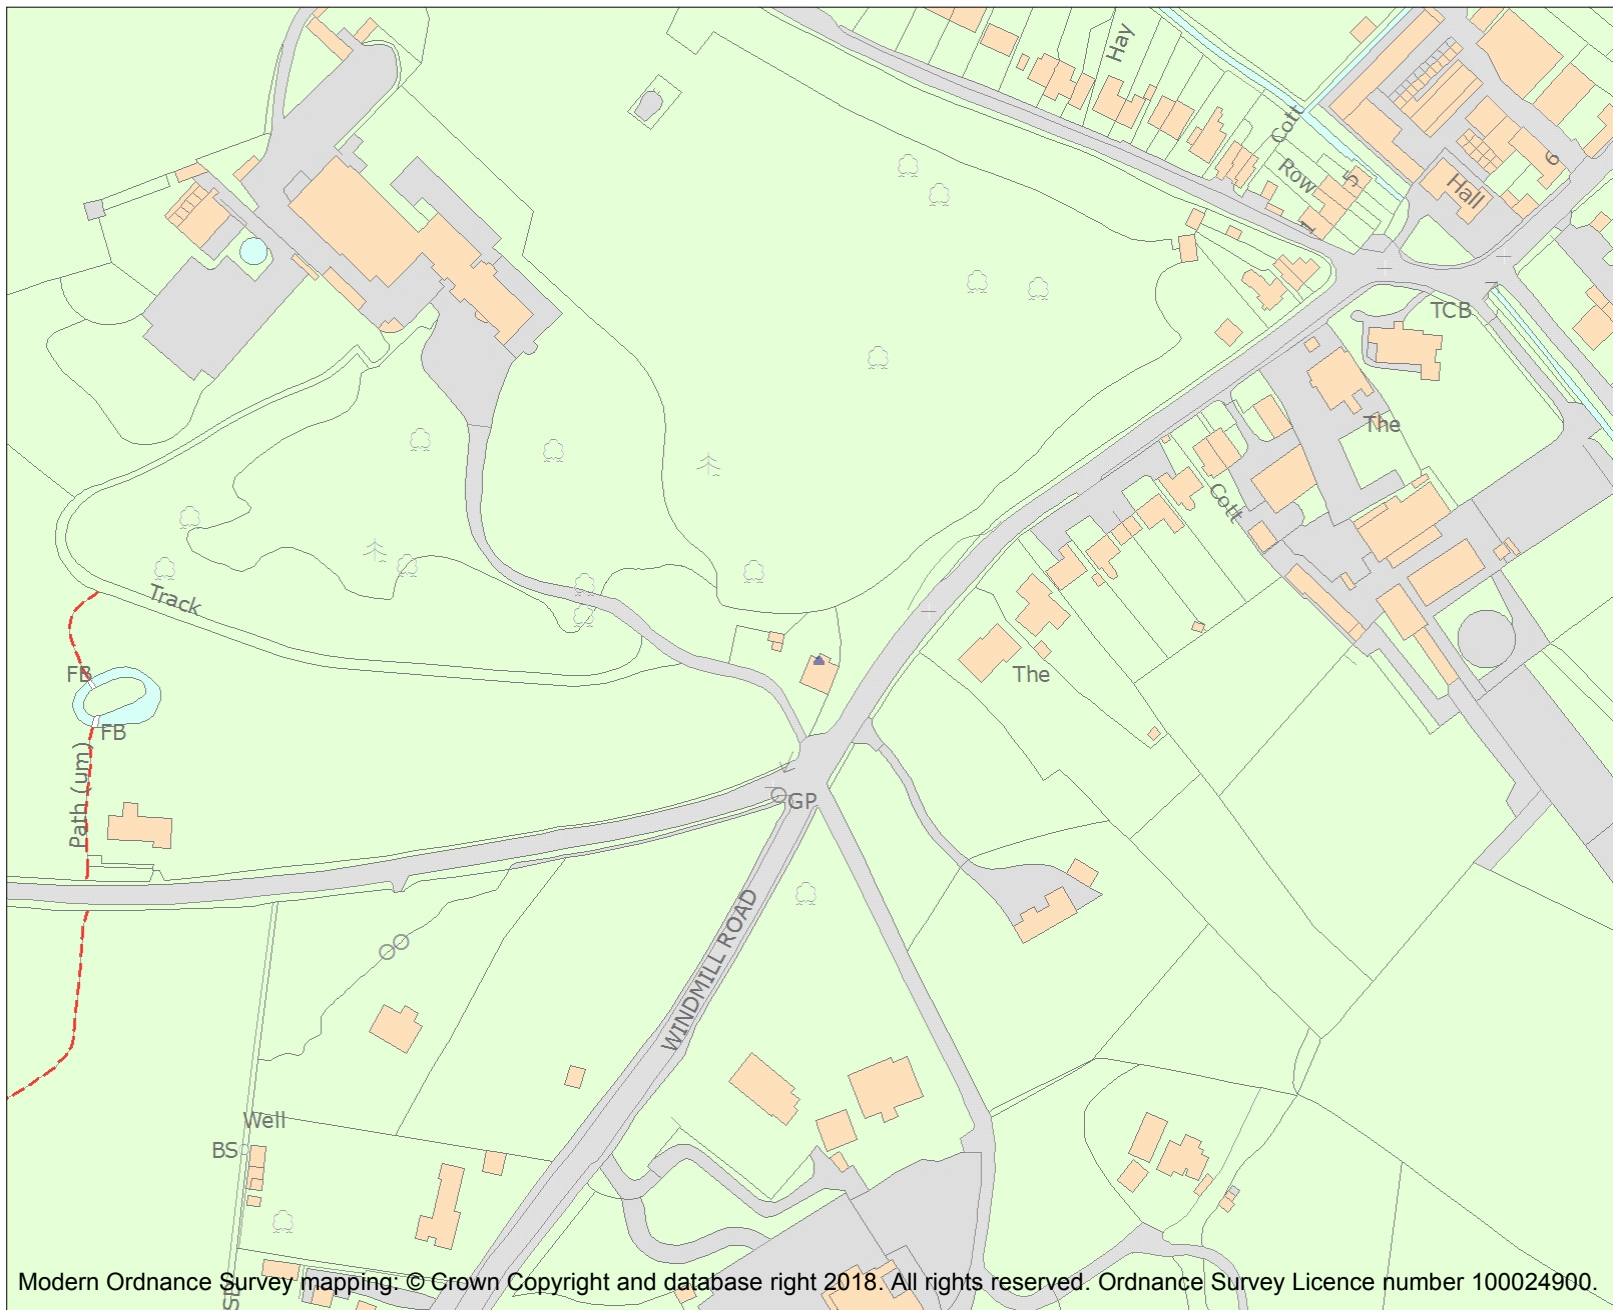 Hay
Cott
Row
5
1
Hall
6
TCB
The
Cott
Track
FB
FB
The
Path (um)
GP
WINDMILL ROAD
Well
BS
Modern Ordnance Survey mapping: © Crown Copyright and database right 2018. All rights reserved. Ordnance Survey Licence number 100024900.